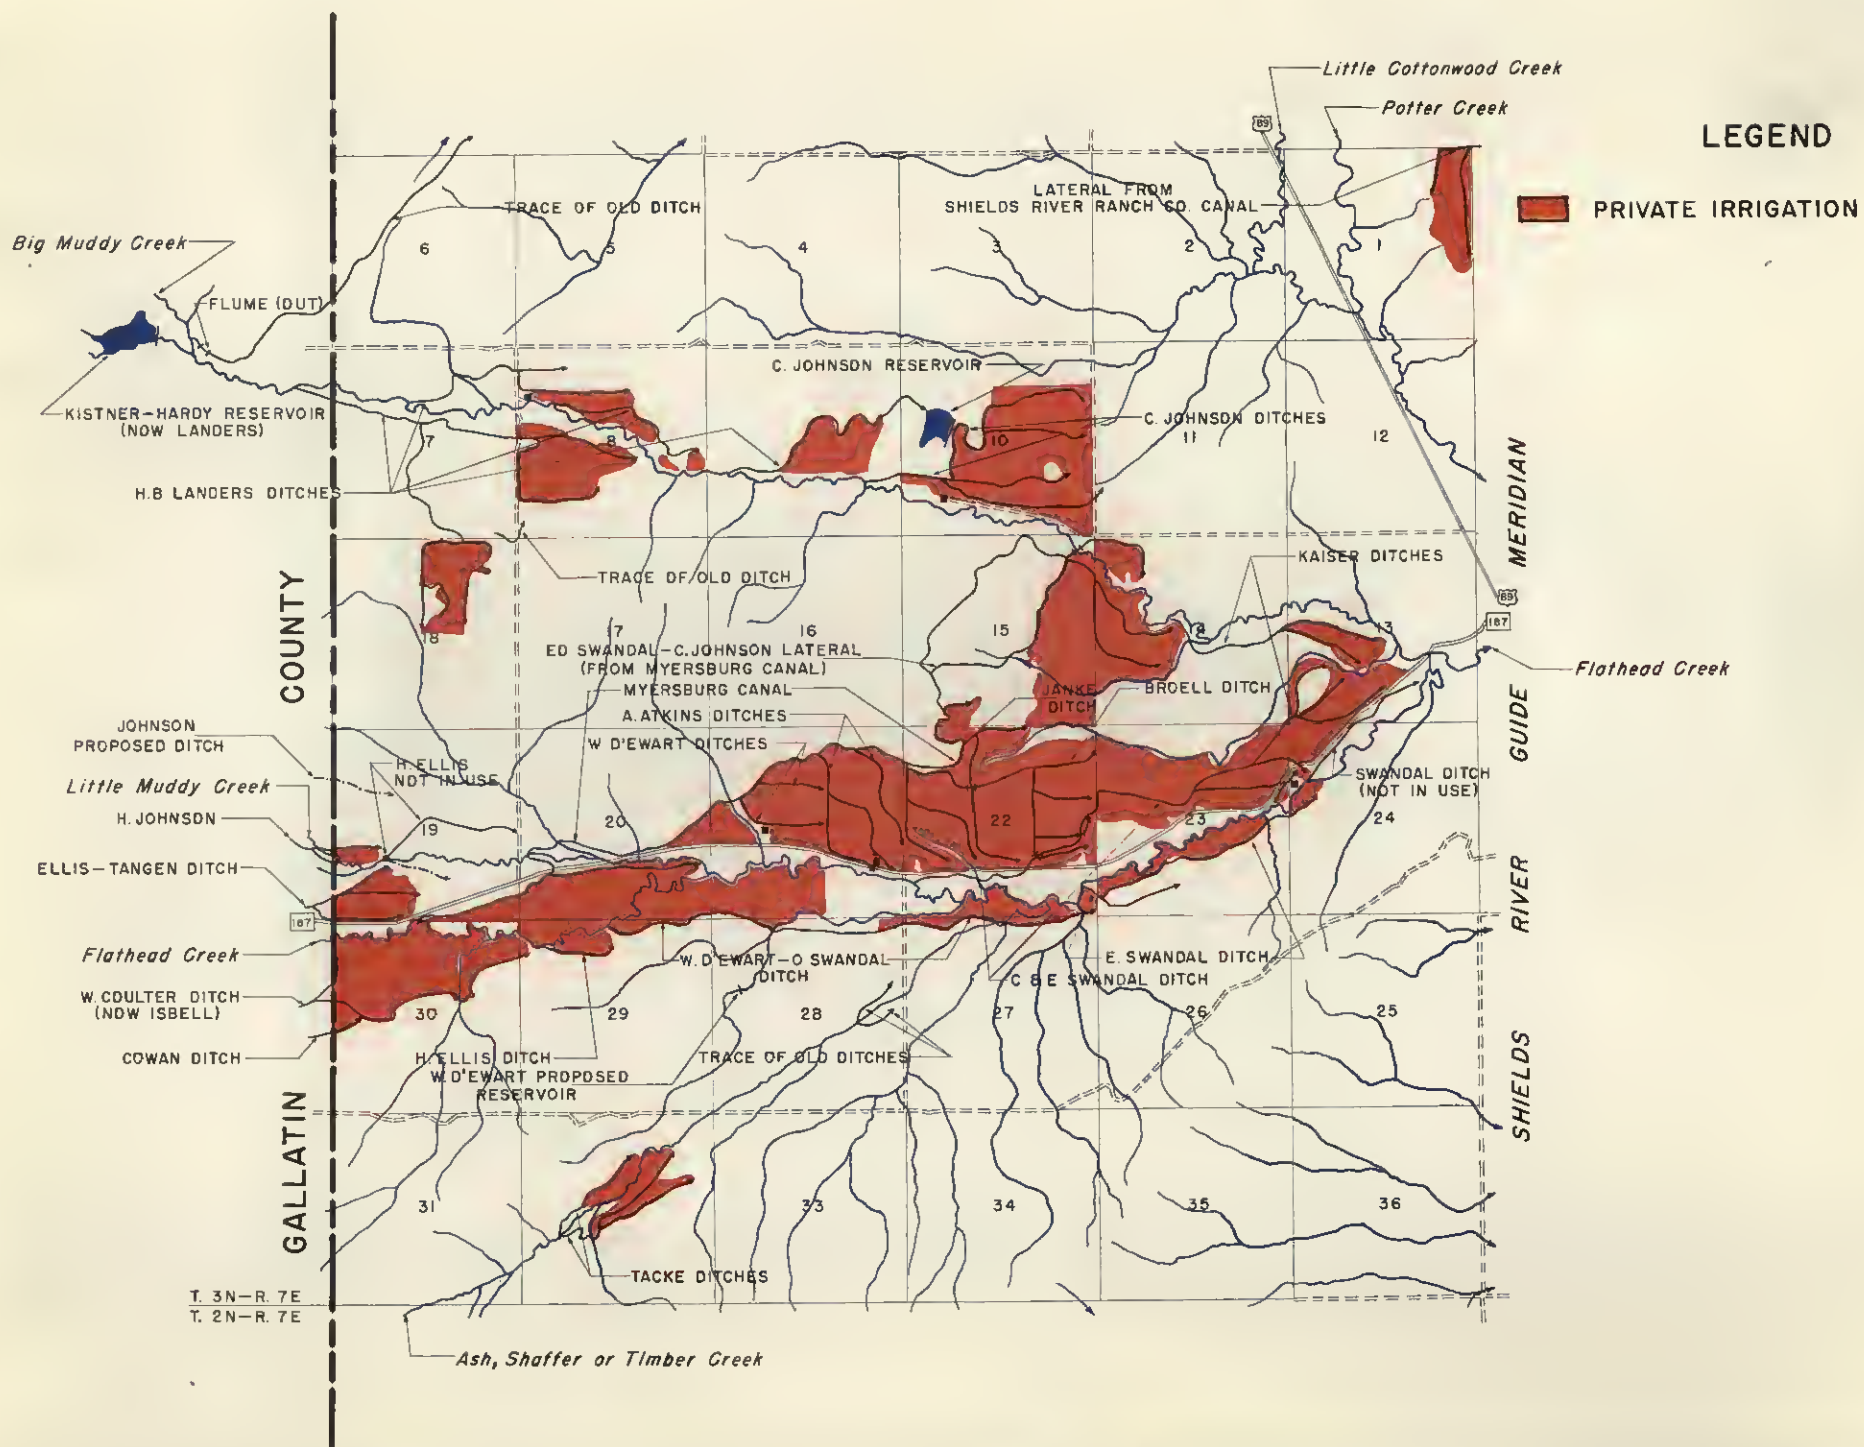 Little Cottonwood Creek
Potter Creek
89
LEGEND
PRIVATE IRRIGATION
LATERAL FROM
SHIELDS RIVER RANCH CO. CANAL
TRACE OF OLD DITCH
6
5
4
3
2
1
Big Muddy Creek
FLUME (OUT)
C. JOHNSON RESERVOIR
KISTNER-HARDY RESERVOIR
(NOW LANDERS)
C. JOHNSON DITCHES
7
8
10
11
12
H.B LANDERS DITCHES
MERIDIAN
KAISER DITCHES
TRACE OF OLD DITCH
COUNTY
89
187
18
17
16
15
14
13
ED SWANDAL-C.JOHNSON LATERAL
(FROM MYERSBURG CANAL)
Flathead Creek
MYERSBURG CANAL
JANKE
DITCH
BROELL DITCH
A. ATKINS DITCHES
GUIDE
JOHNSON
PROPOSED DITCH
W D'EWART DITCHES
H. ELLIS
NOT IN USE
SWANDAL DITCH
(NOT IN USE)
Little Muddy Creek
H. JOHNSON
19
20
22
23
24
ELLIS-TANGEN DITCH
RIVER
187
Flathead Creek
W. D'EWART-O SWANDAL
DITCH
E. SWANDAL DITCH
C & E SWANDAL DITCH
W. COULTER DITCH
(NOW ISBELL)
30
29
28
27
26
25
COWAN DITCH
H. ELLIS DITCH
TRACE OF OLD DITCHES
W. D'EWART PROPOSED
RESERVOIR
SHIELDS
GALLATIN
31
33
34
35
36
TACKE DITCHES
T. 3N-R. 7E
T. 2N-R. 7E
Ash, Shaffer or Timber Creek